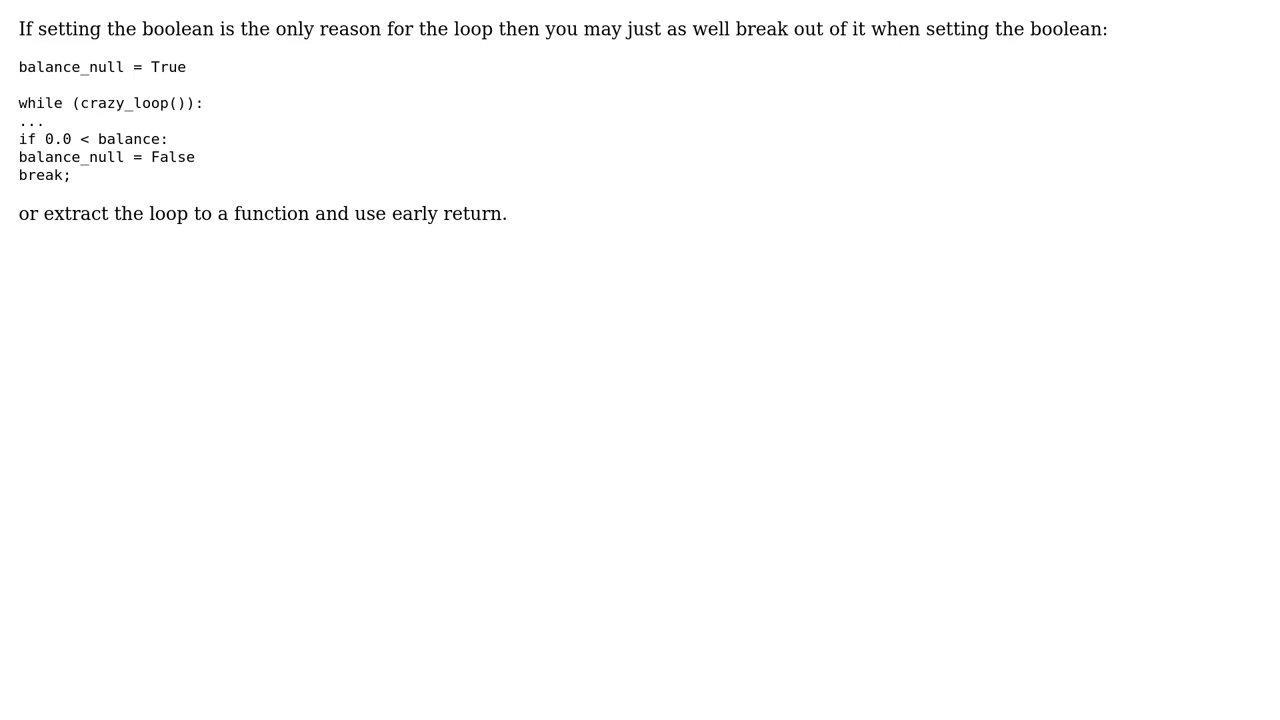 If setting the boolean is the only reason for the loop then you may just as well break out of it when setting the boolean:
balance_null = True
while (crazy_loop()):
...
if 0.0 < balance:
balance_null = False
break;
or extract the loop to a function and use early return.